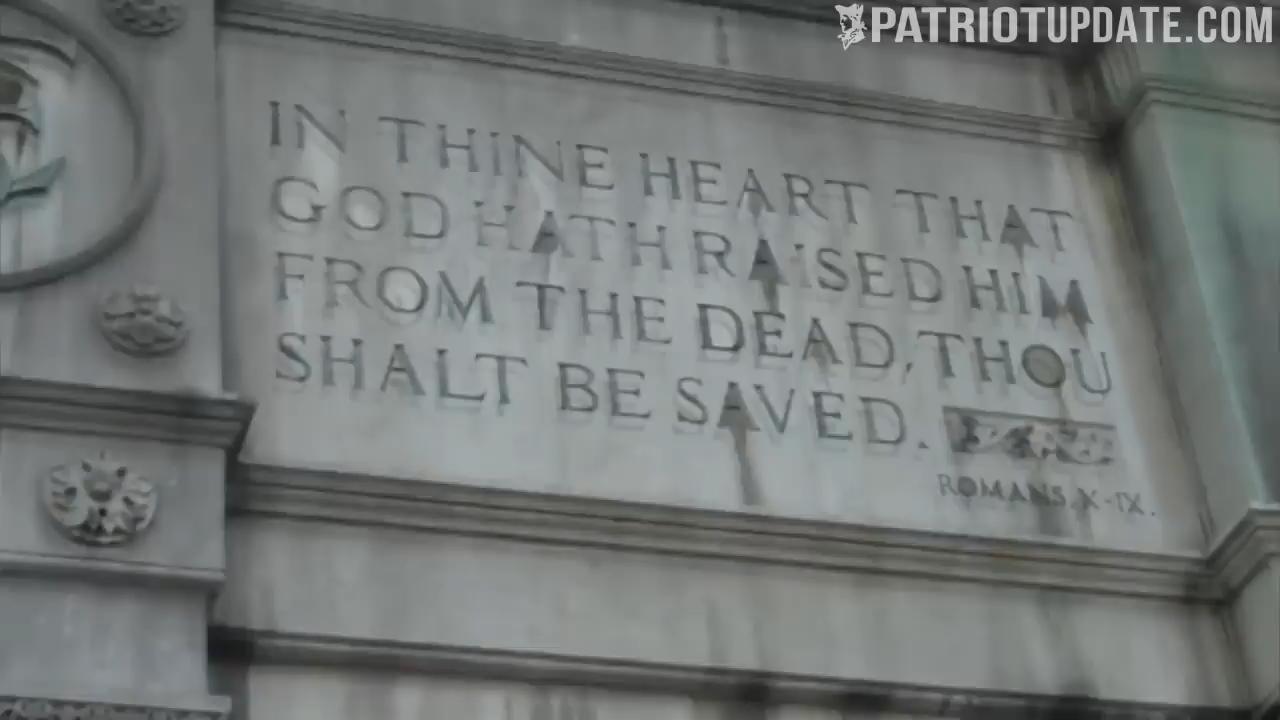 PATRIOTUPDATE.COM
IN THINE HEART THAT
GOD HATH RAISED HIM
FROM THE DEAD, THOU
SHALT BE SAVED.
ROMANS, X-IX.